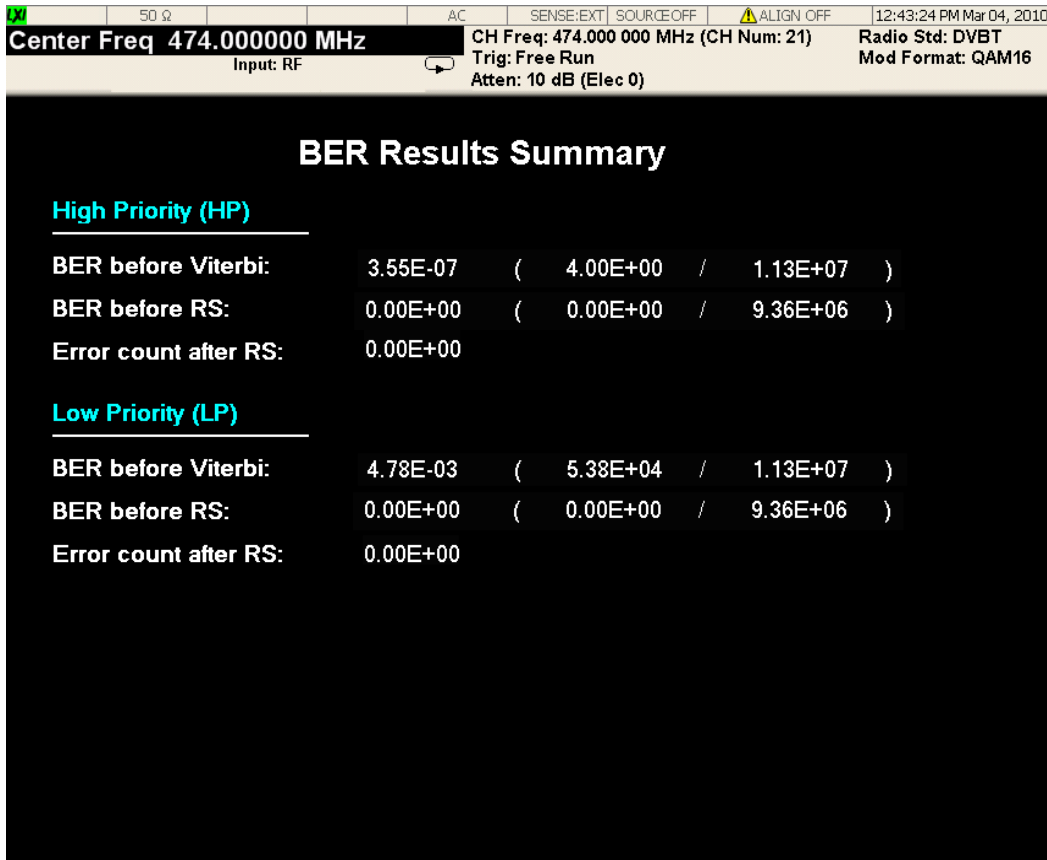 LXI 50 Ω AC SENSE:EXT SOURCE OFF ALIGN OFF 12:43:24 PM Mar 04, 2010
Center Freq 474.000000 MHz CH Freq: 474.000 000 MHz (CH Num: 21) Radio Std: DVBT
Input: RF Trig: Free Run Mod Format: QAM16
Atten: 10 dB (Elec 0)
BER Results Summary
High Priority (HP)
BER before Viterbi: 3.55E-07 ( 4.00E+00 / 1.13E+07 )
BER before RS: 0.00E+00 ( 0.00E+00 / 9.36E+06 )
Error count after RS: 0.00E+00
Low Priority (LP)
BER before Viterbi: 4.78E-03 ( 5.38E+04 / 1.13E+07 )
BER before RS: 0.00E+00 ( 0.00E+00 / 9.36E+06 )
Error count after RS: 0.00E+00